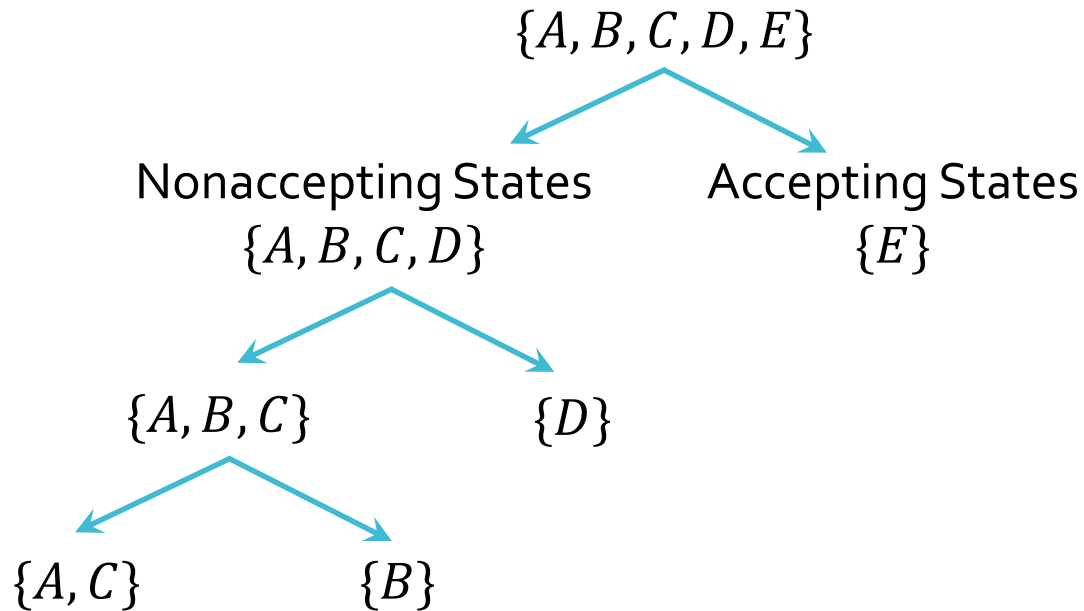 {A, B, C, D, E}
Nonaccepting States
{A, B, C, D}
Accepting States
{E}
{A, B, C}
{D}
{A, C}
{B}